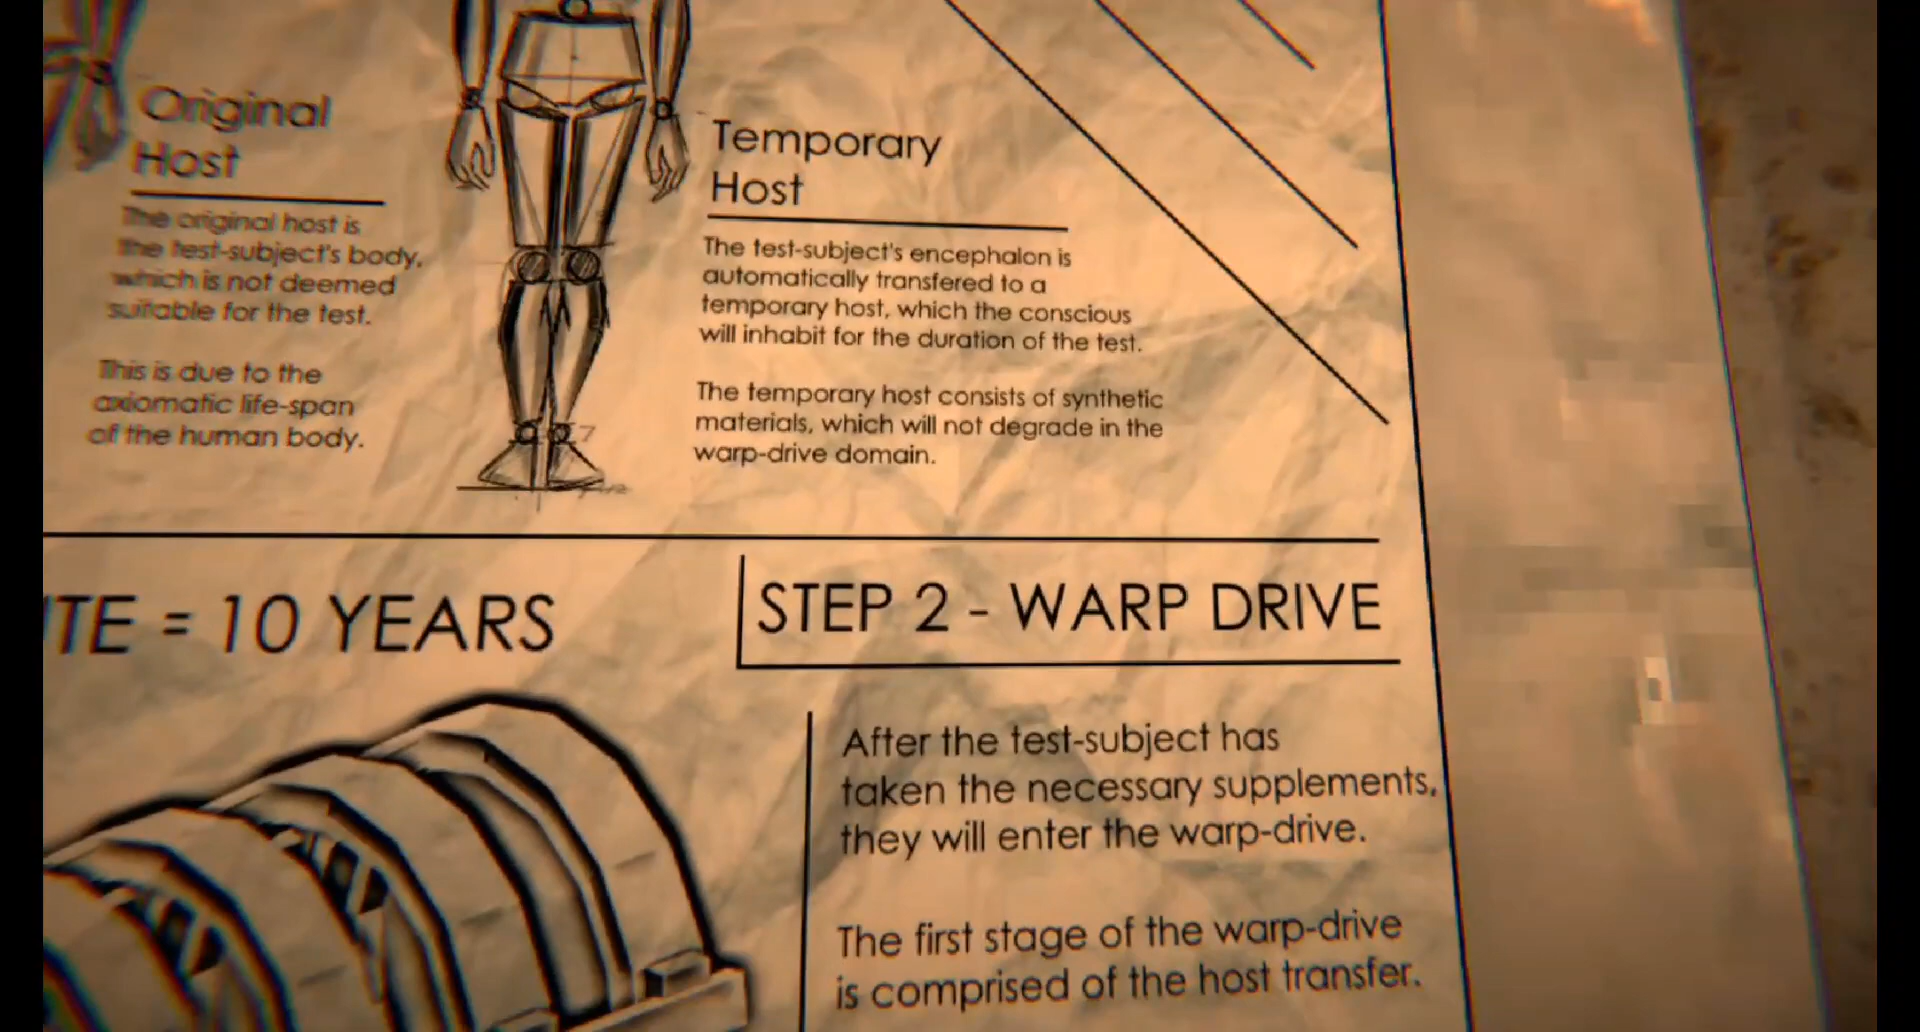 Original
Host
The original host is
the test-subject's body,
which is not deemed
suitable for the test.
This is due to the
axiomatic life-span
of the human body.
Temporary
Host
The test-subject's encephalon is
automatically transfered to a
temporary host, which the conscious
will inhabit for the duration of the test.
The temporary host consists of synthetic
materials, which will not degrade in the
warp-drive domain.
= 10 YEARS
STEP 2 - WARP DRIVE
After the test-subject has
taken the necessary supplements,
they will enter the warp-drive.
The first stage of the warp-drive
is comprised of the host transfer.